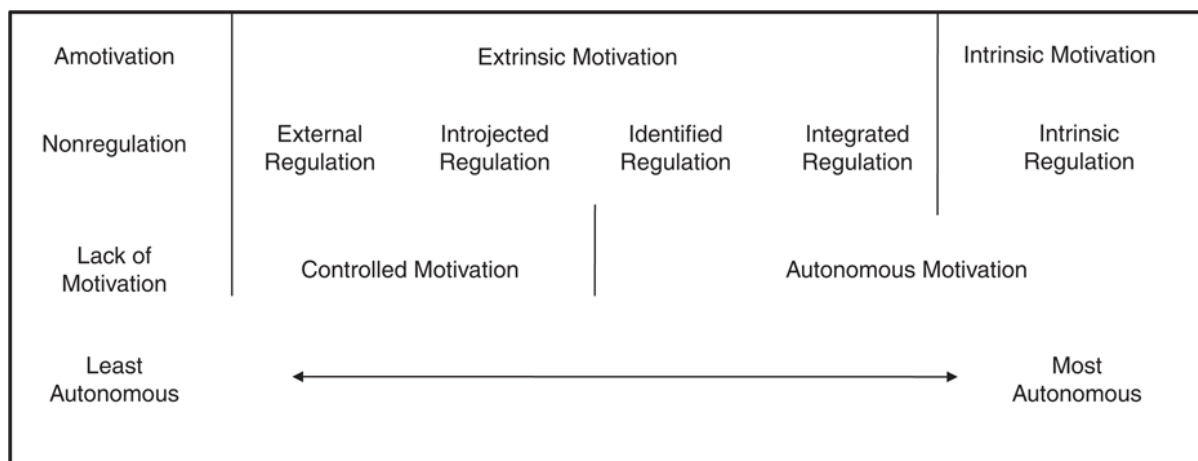 Amotivation
Extrinsic Motivation
Intrinsic Motivation
Nonregulation
External
Regulation
Introjected
Regulation
Identified
Regulation
Integrated
Regulation
Intrinsic
Regulation
Lack of
Motivation
Controlled Motivation
Autonomous Motivation
Least
Autonomous
Most
Autonomous